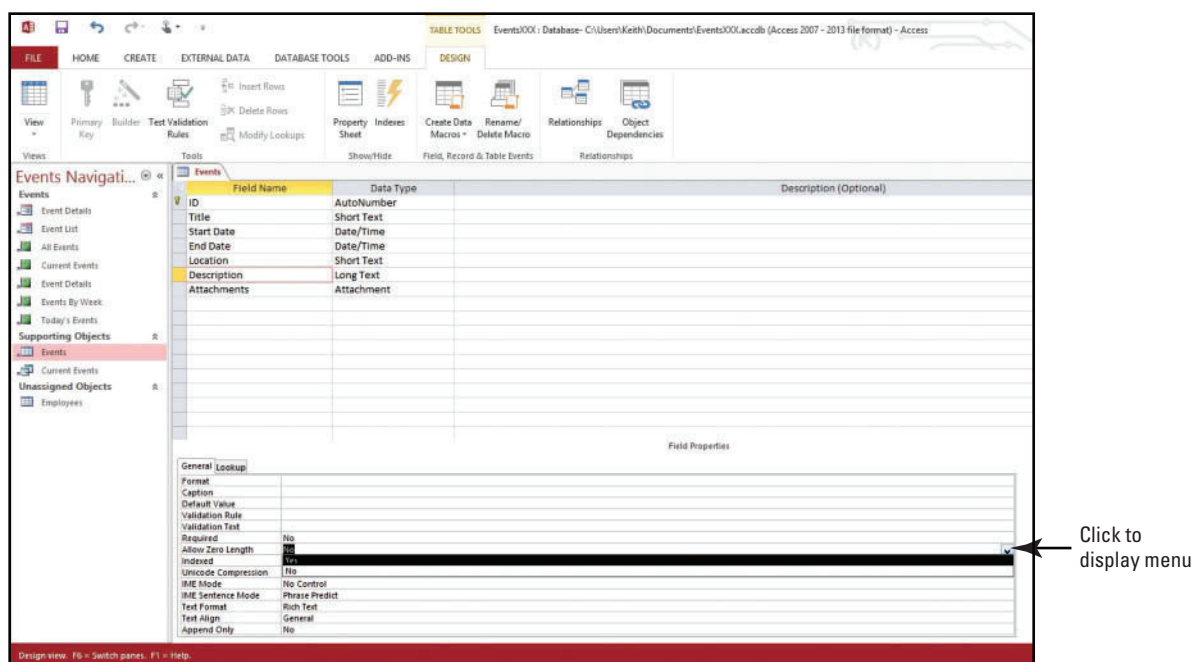 TABLE TOOLS EventsXXX : Database- C:\Users\Keith\Documents\EventsXXX.accdb (Access 2007 - 2013 file format) - Access
FILE HOME CREATE EXTERNAL DATA DATABASE TOOLS ADD-INS DESIGN
View
Primary Key
Builder
Test Validation Rules
Insert Rows
Delete Rows
Modify Lookups
Property Sheet
Indexes
Create Data Macros
Rename/ Delete Macro
Relationships
Object Dependencies
Views Tools Show/Hide Field, Record & Table Events Relationships
Events Navigati...
Events
Event Details
Event List
All Events
Current Events
Event Details
Events By Week
Today's Events
Supporting Objects
Events
Current Events
Unassigned Objects
Employees
Events
Field Name Data Type Description (Optional)
ID AutoNumber
Title Short Text
Start Date Date/Time
End Date Date/Time
Location Short Text
Description Long Text
Attachments Attachment
Field Properties
General Lookup
Format
Caption
Default Value
Validation Rule
Validation Text
Required No
Allow Zero Length No
Indexed Yes
Unicode Compression No
IME Mode No Control
IME Sentence Mode Phrase Predict
Text Format Rich Text
Text Align General
Append Only No
Click to
display menu
Design view. F6 = Switch panes. F1 = Help.